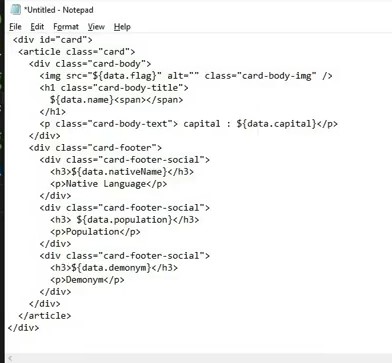 *Untitled - Notepad
File Edit Format View Help
<div id="card">
<article class="card">
<div class="card-body">
<img src="${data.flag}" alt="" class="card-body-img" />
<h1 class="card-body-title">
${data.name}<span></span>
</h1>
<p class="card-body-text"> capital : ${data.capital}</p>
</div>
<div class="card-footer">
<div class="card-footer-social">
<h3>${data.nativeName}</h3>
<p>Native Language</p>
</div>
<div class="card-footer-social">
<h3> ${data.population}</h3>
<p>Population</p>
</div>
<div class="card-footer-social">
<h3>${data.demonym}</h3>
<p>Demonym</p>
</div>
</div>
</article>
</div>